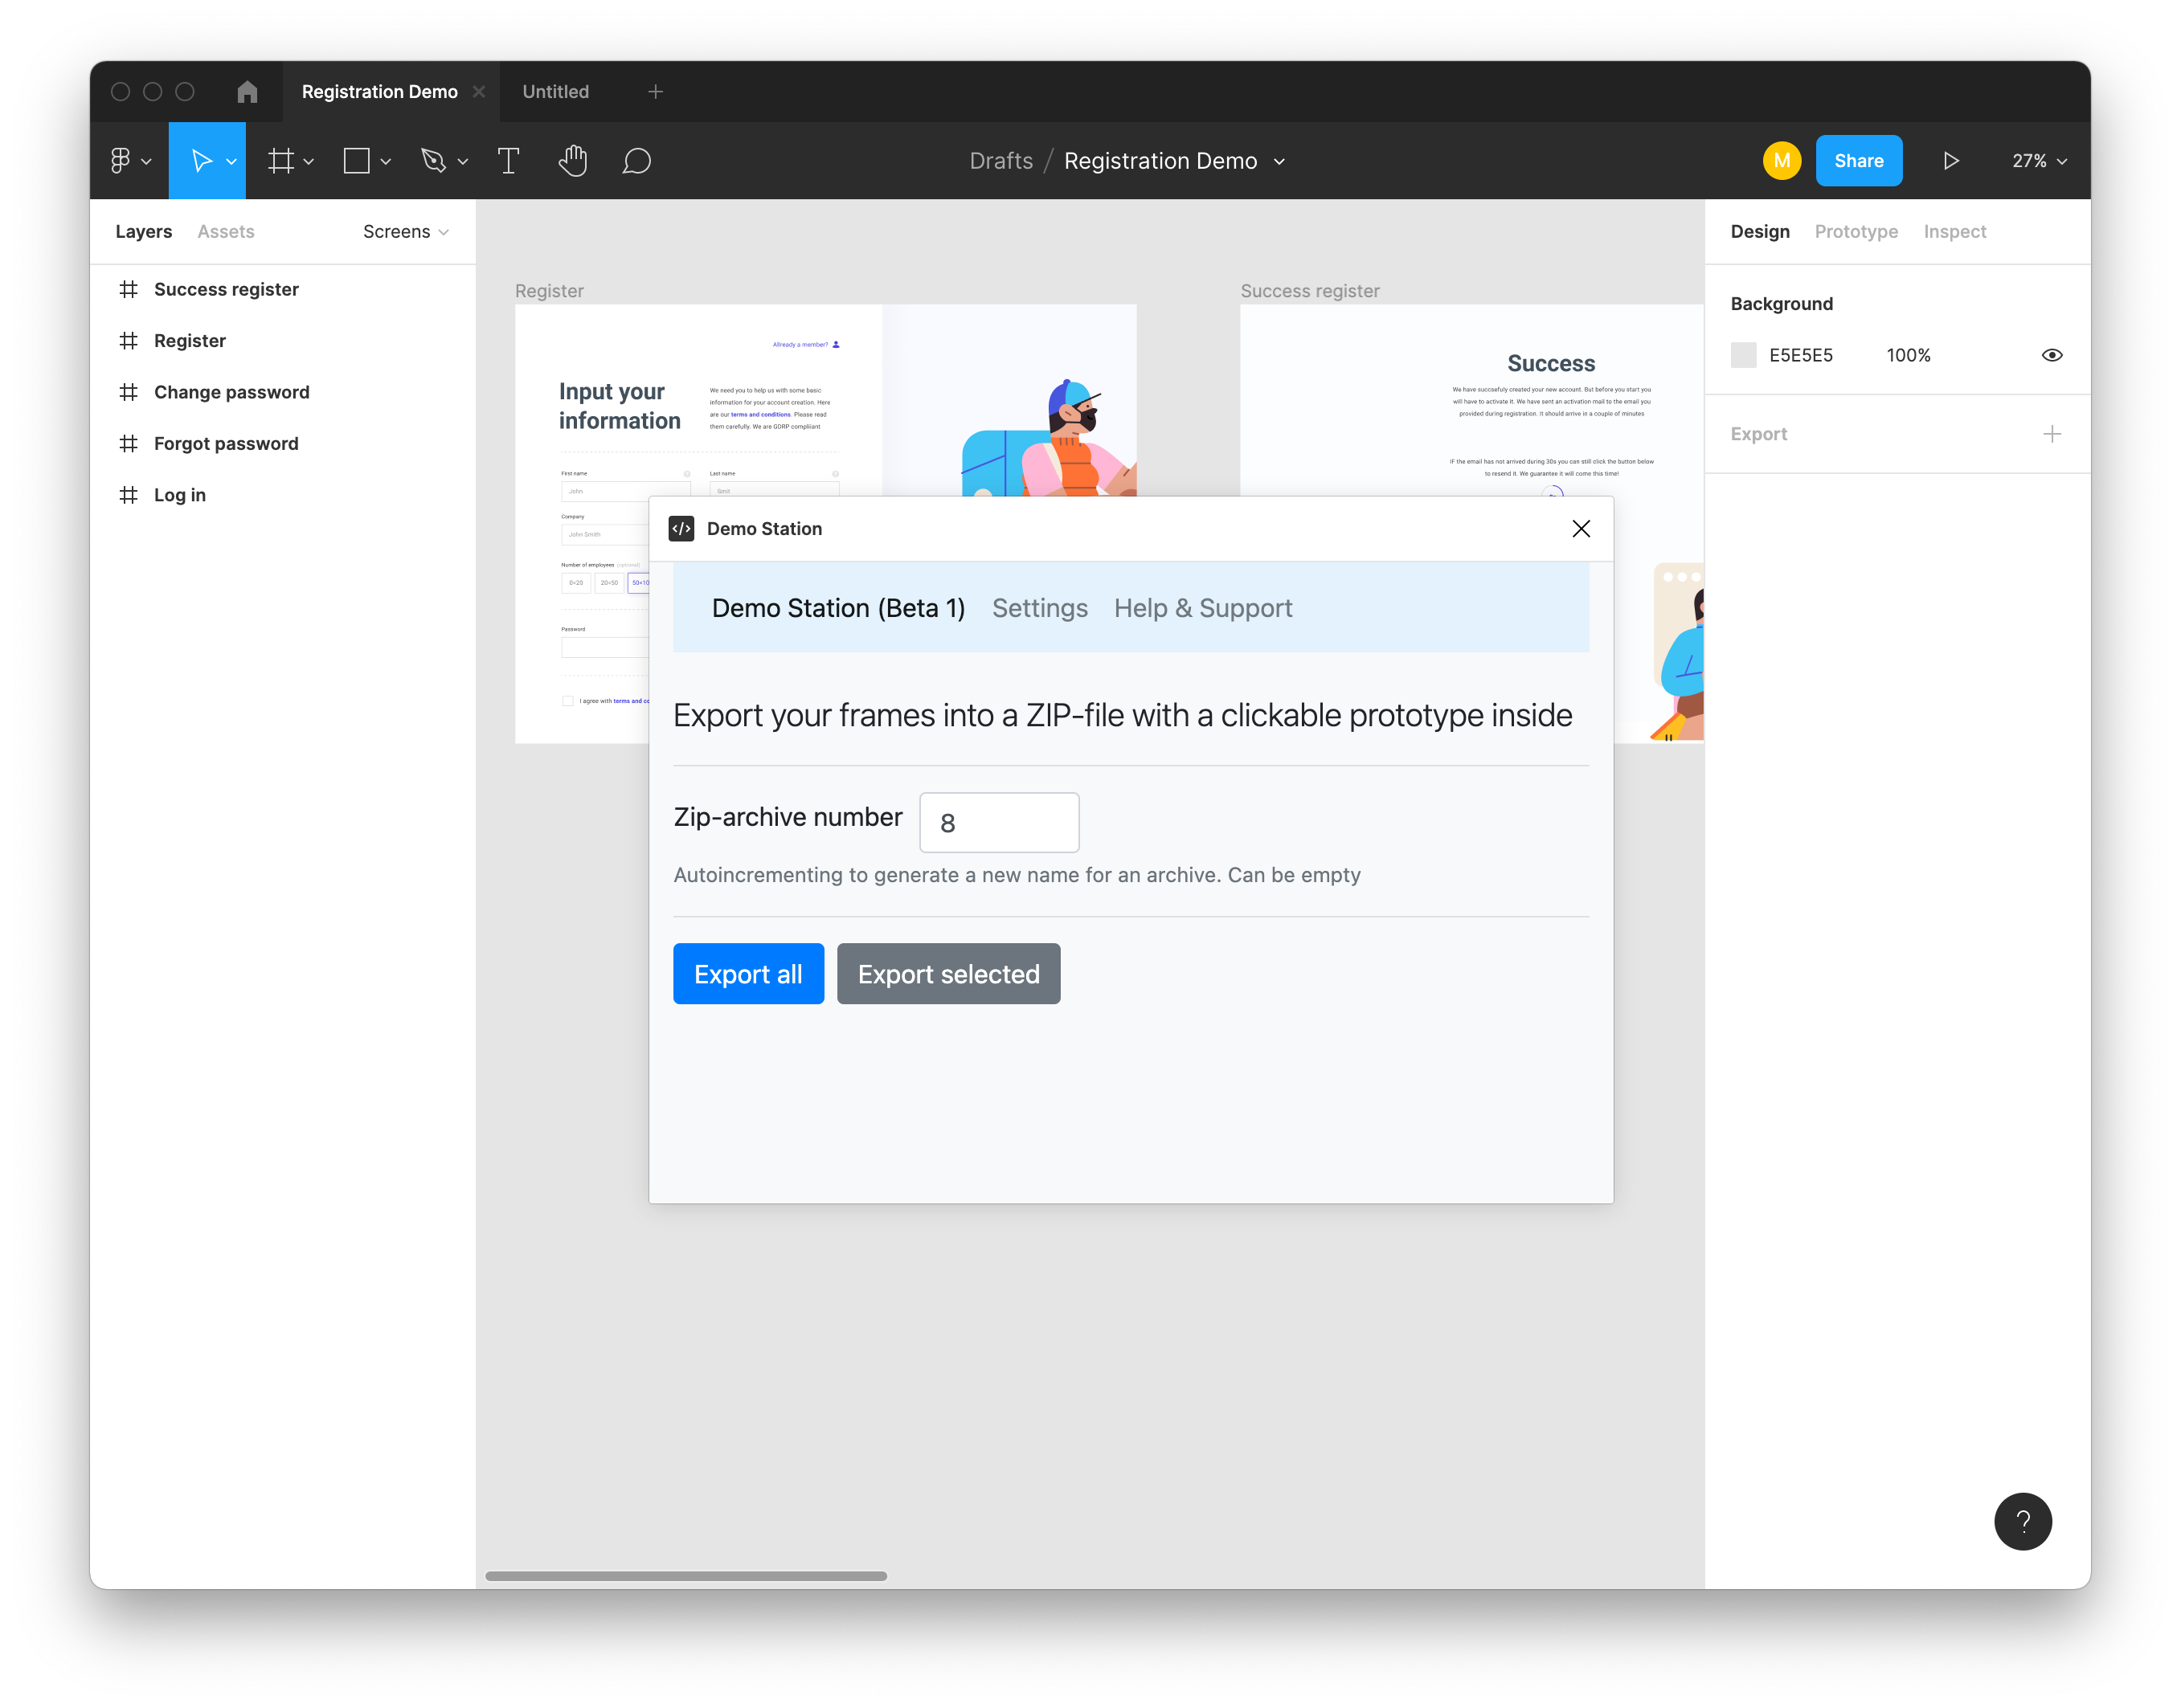 Registration Demo
Untitled
Drafts / Registration Demo
M
Share
27%
Layers
Assets
Screens
Success register
Register
Change password
Forgot password
Log in
Register
Allready a member?
Input your
information
We need you to help us with some basic
information for your account creation. Here
are our terms and conditions. Please read
them carefully. We are GDRP compliiant
First name
Last name
John
Smit
Company
John Smith
Number of employees (optional)
0×20
20×50
50×10
Password
I agree with terms and co
Success register
Success
We have succesfuly created your new account. But before you start you
will have to activate it. We have sent an activation mail to the email you
provided during registration. It should arrive in a couple of minutes
IF the email has not arrived during 30s you can still click the button below
to resend it. We guarantee it will come this time!
</> Demo Station
Demo Station (Beta 1)
Settings
Help & Support
Export your frames into a ZIP-file with a clickable prototype inside
Zip-archive number
8
Autoincrementing to generate a new name for an archive. Can be empty
Export all
Export selected
Design
Prototype
Inspect
Background
E5E5E5
100%
Export
?